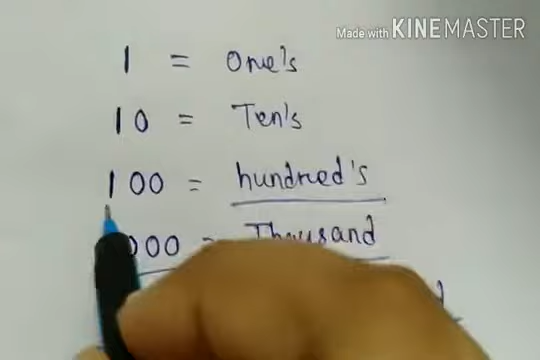 Made with KINEMASTER
1 = One's
10 = Ten's
100 = hundred's
000 = Thousand